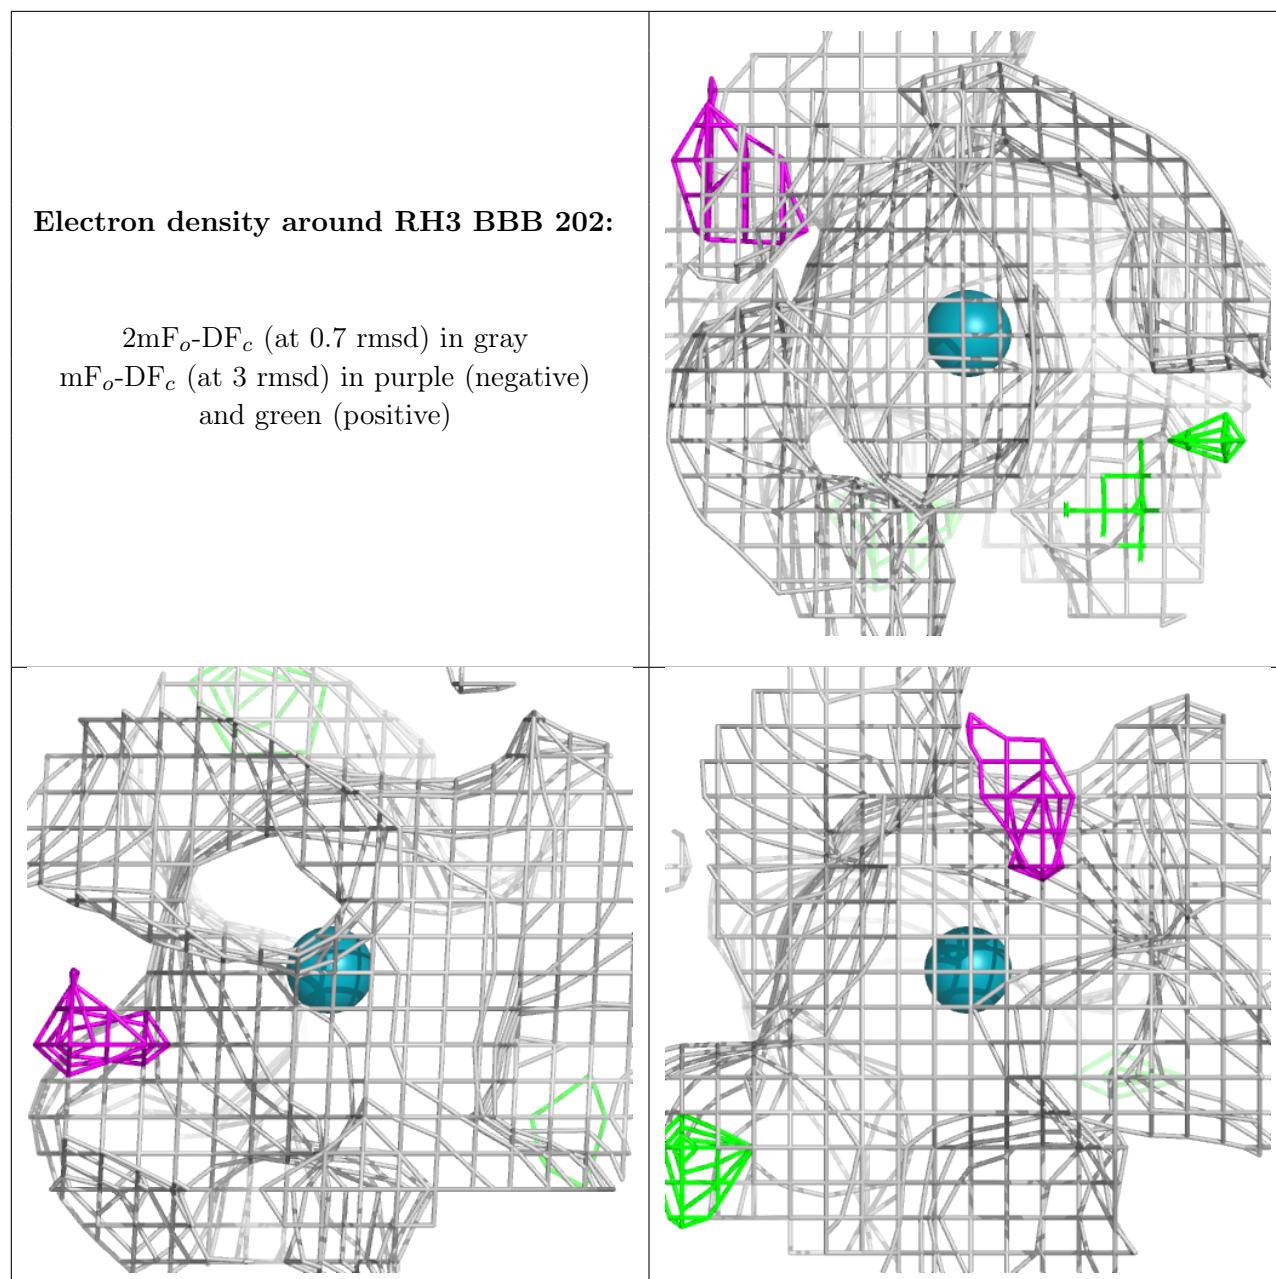 Electron density around RH3 BBB 202:
2mFo-DFc (at 0.7 rmsd) in gray
mFo-DFc (at 3 rmsd) in purple (negative)
and green (positive)